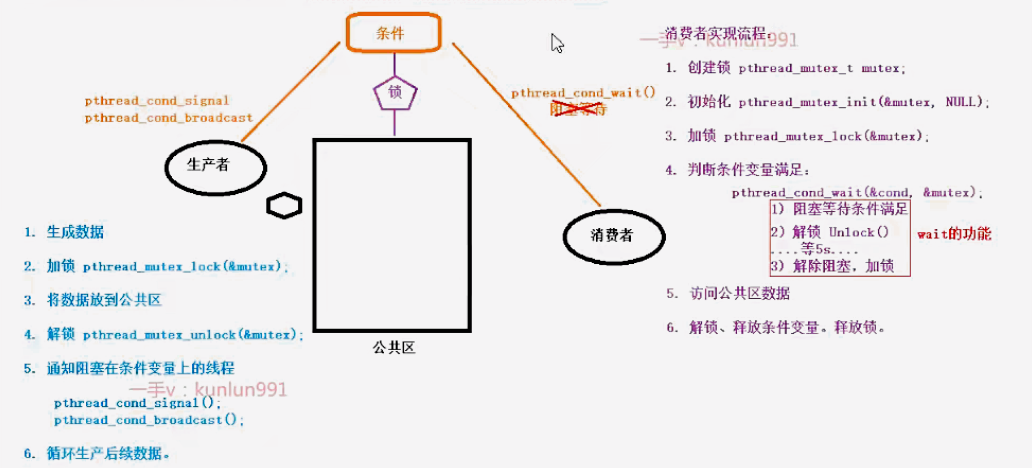 条件
锁
pthread_cond_signal
pthread_cond_broadcast
pthread_cond_wait()
阻塞等待
生产者
消费者
公共区
1. 生成数据
2. 加锁 pthread_mutex_lock(&mutex);
3. 将数据放到公共区
4. 解锁 pthread_mutex_unlock(&mutex);
5. 通知阻塞在条件变量上的线程
一手v：kunlun991
pthread_cond_signal();
pthread_cond_broadcast();
6. 循环生产后续数据。
消费者实现流程：
一手v：kunlun991
1. 创建锁 pthread_mutex_t mutex;
2. 初始化 pthread_mutex_init(&mutex, NULL);
3. 加锁 pthread_mutex_lock(&mutex);
4. 判断条件变量满足：
pthread_cond_wait(&cond, &mutex);
1) 阻塞等待条件满足
2) 解锁 Unlock()
....等5s....
3) 解除阻塞，加锁
wait的功能
5. 访问公共区数据
6. 解锁、释放条件变量。释放锁。